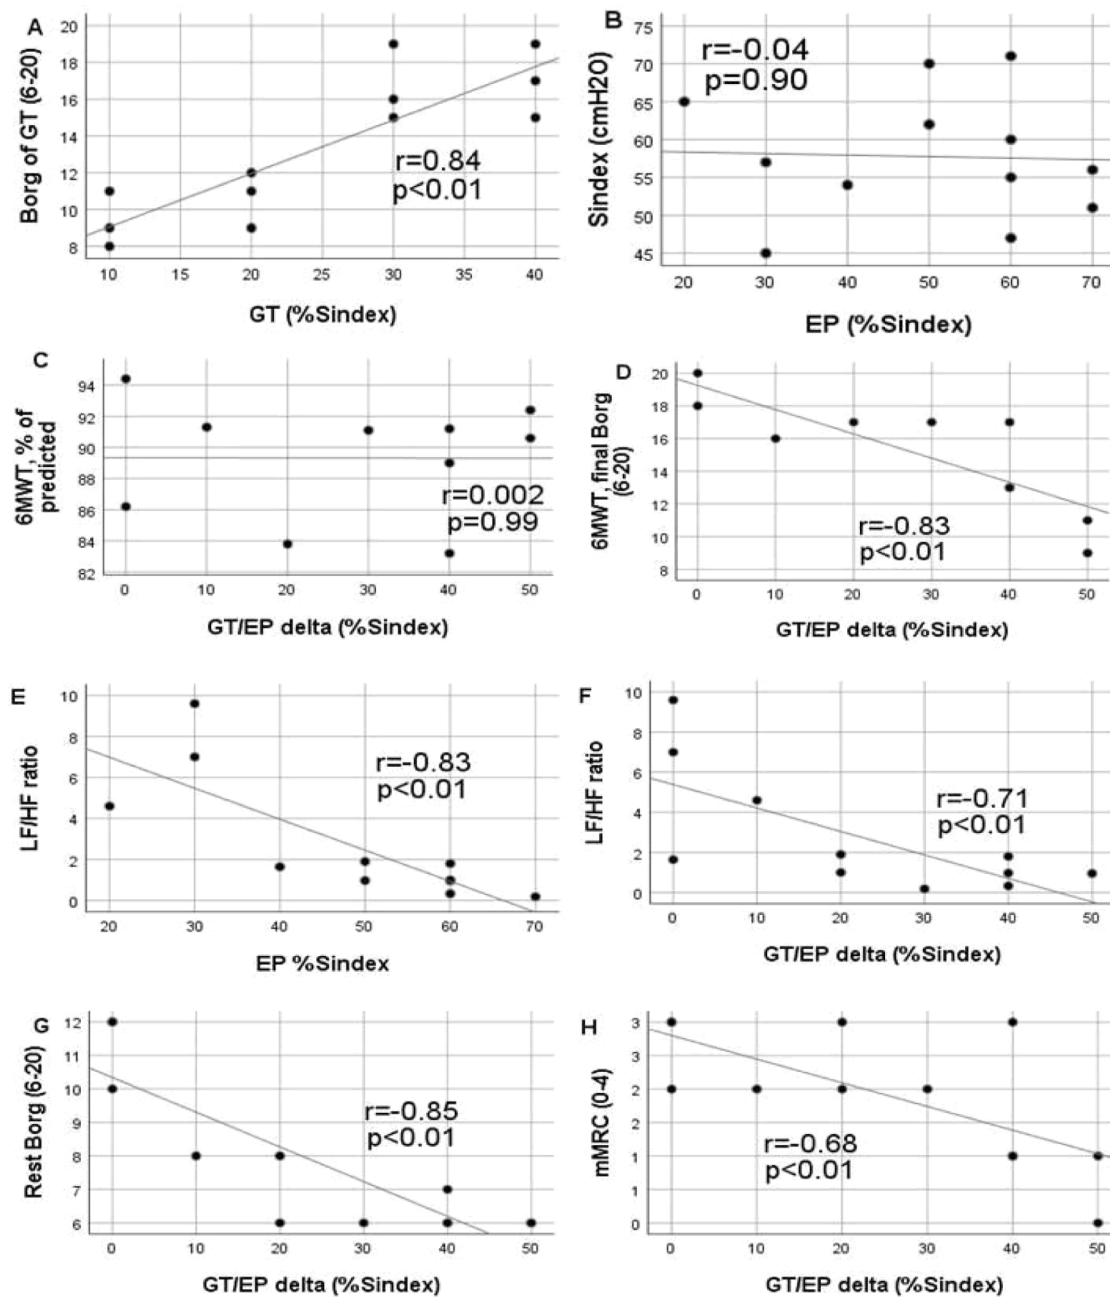 A
Borg of GT (6-20)
20
18
16
14
12
10
8
r=0.84
p<0.01
10 15 20 25 30 35 40
GT (%Sindex)
B
Sindex (cmH2O)
75
70
65
60
55
50
45
r=-0.04
p=0.90
20 30 40 50 60 70
EP (%Sindex)
C
6MWT, % of
predicted
94
92
90
88
86
84
82
r=0.002
p=0.99
0 10 20 30 40 50
GT/EP delta (%Sindex)
D
6MWT, final Borg
(6-20)
20
18
16
14
12
10
8
r=-0.83
p<0.01
0 10 20 30 40 50
GT/EP delta (%Sindex)
E
LF/HF ratio
10
8
6
4
2
0
r=-0.83
p<0.01
20 30 40 50 60 70
EP %Sindex
F
LF/HF ratio
10
8
6
4
2
0
r=-0.71
p<0.01
0 10 20 30 40 50
GT/EP delta (%Sindex)
G
Rest Borg (6-20)
12
11
10
9
8
7
6
r=-0.85
p<0.01
0 10 20 30 40 50
GT/EP delta (%Sindex)
H
mMRC (0-4)
3
3
2
2
1
1
0
r=-0.68
p<0.01
0 10 20 30 40 50
GT/EP delta (%Sindex)